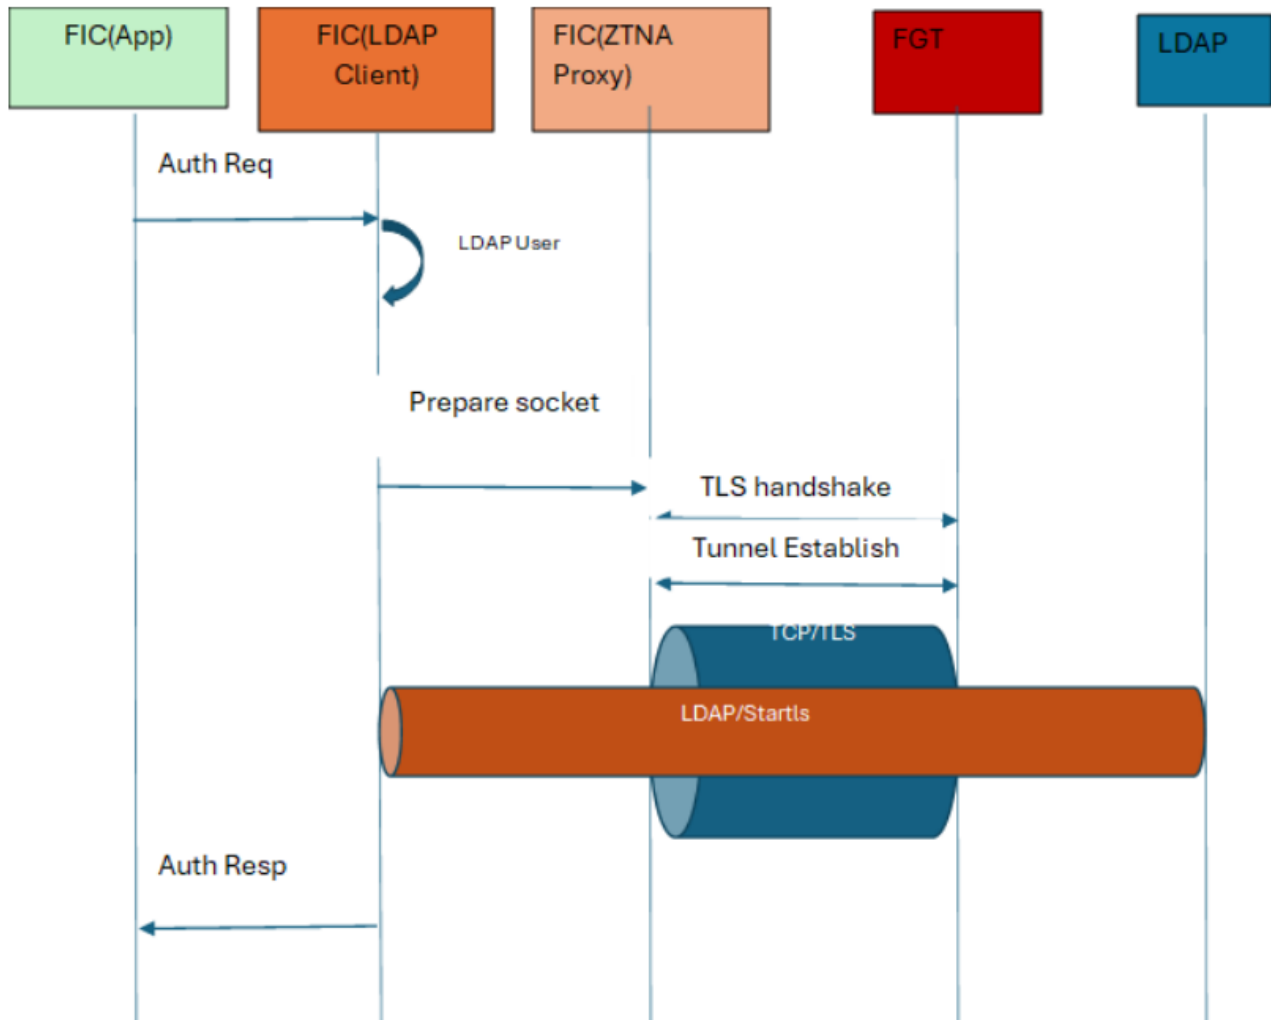 FIC(App)
FIC(LDAP
Client)
FIC(ZTNA
Proxy)
FGT
LDAP
Auth Req
LDAP User
Prepare socket
TLS handshake
Tunnel Establish
TCP/TLS
LDAP/Startls
Auth Resp